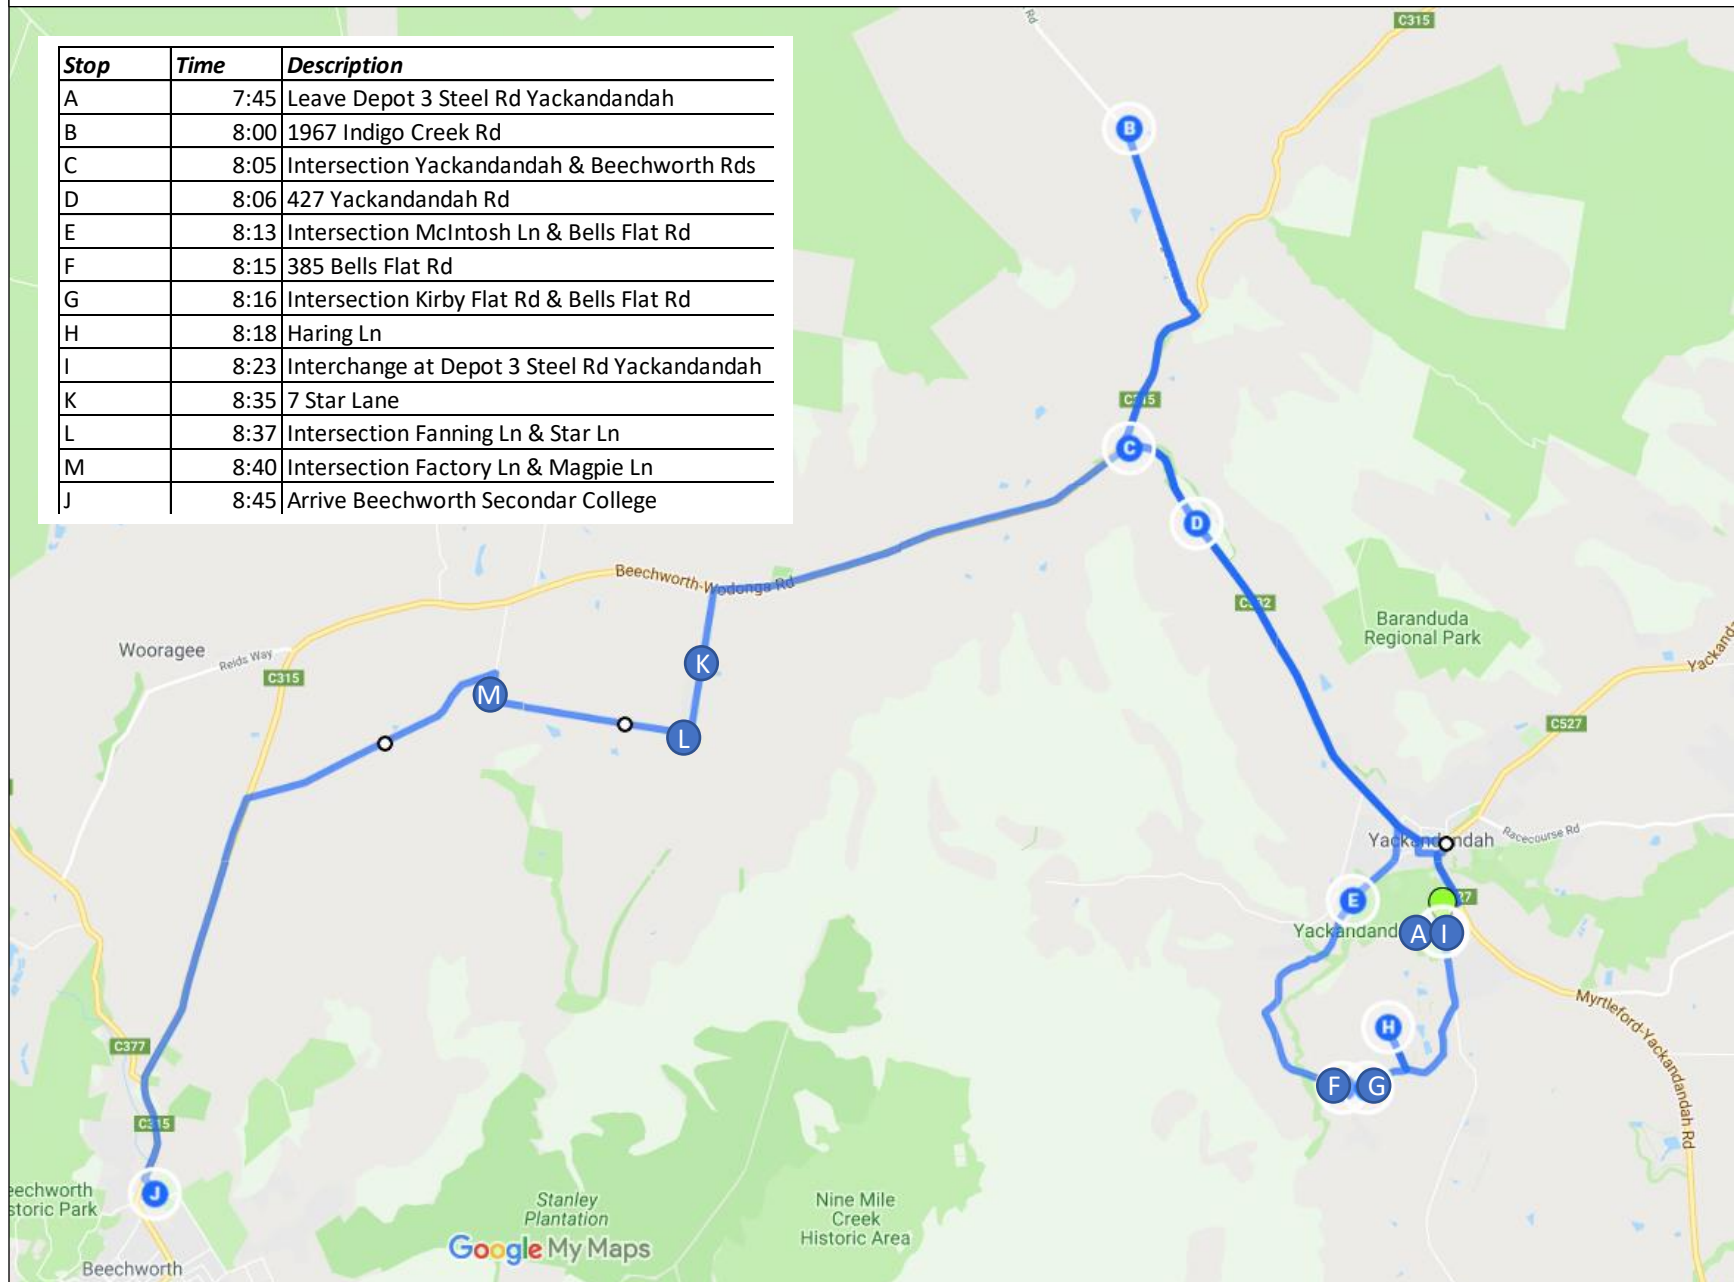 Stop Time Description
A 7:45 Leave Depot 3 Steel Rd Yackandandah
B 8:00 1967 Indigo Creek Rd
C 8:05 Intersection Yackandandah & Beechworth Rds
D 8:06 427 Yackandandah Rd
E 8:13 Intersection McIntosh Ln & Bells Flat Rd
F 8:15 385 Bells Flat Rd
G 8:16 Intersection Kirby Flat Rd & Bells Flat Rd
H 8:18 Haring Ln
I 8:23 Interchange at Depot 3 Steel Rd Yackandandah
K 8:35 7 Star Lane
L 8:37 Intersection Fanning Ln & Star Ln
M 8:40 Intersection Factory Ln & Magpie Ln
J 8:45 Arrive Beechworth Secondar College
Rd
C315
B
C315
C
D
Beechworth-Wodonga Rd
Baranduda
Regional Park
Wooragee
Reids Way
C315
K
M
L
C527
Racecourse Rd
E
A I
H
Myrtleford-Yackandandah Rd
C377
F G
C315
J
Stanley
Plantation
Nine Mile
Creek
Historic Area
Google My Maps
Beechworth